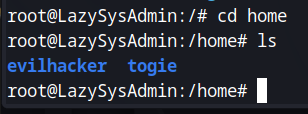 root@LazySysAdmin:/# cd home
root@LazySysAdmin:/home# ls
evilhacker  togie
root@LazySysAdmin:/home#